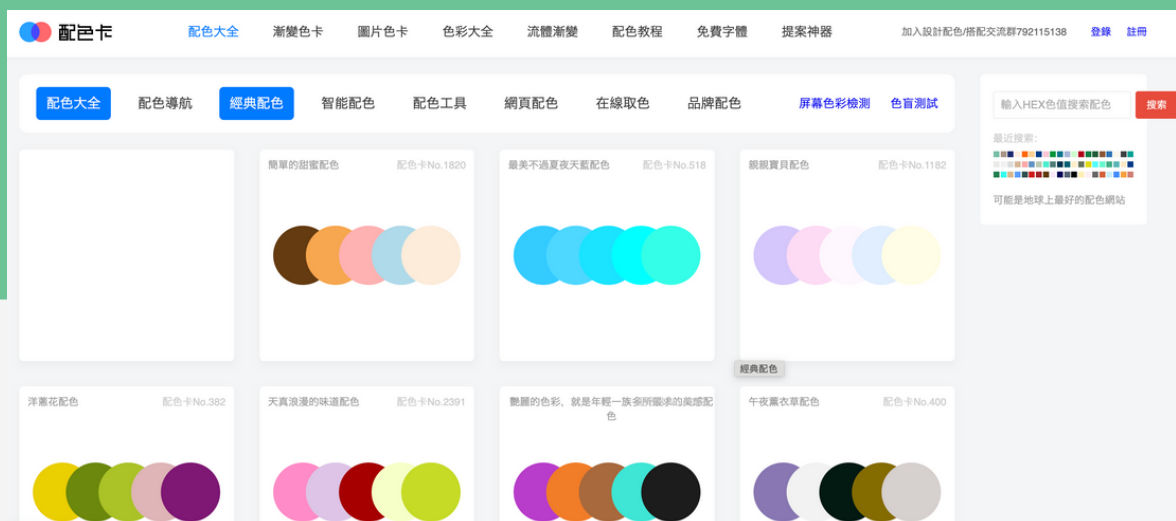 配色卡
配色大全 漸變色卡 圖片色卡 色彩大全 流體漸變 配色教程 免費字體 提案神器 加入設計配色/搭配交流群792115138 登錄 註冊
配色大全 配色導航 經典配色 智能配色 配色工具 網頁配色 在線取色 品牌配色 屏幕色彩檢測 色盲測試
輸入HEX色值搜索配色 搜索
最近搜索:
可能是地球上最好的配色網站
簡單的甜蜜配色 配色卡No.1820
最美不過夏夜天藍配色 配色卡No.518
親親寶貝配色 配色卡No.1182
經典配色
洋蔥花配色 配色卡No.382
天真浪漫的味道配色 配色卡No.2391
艷麗的色彩、就是年輕一族
的美感配
色
午夜薰衣草配色 配色卡No.400